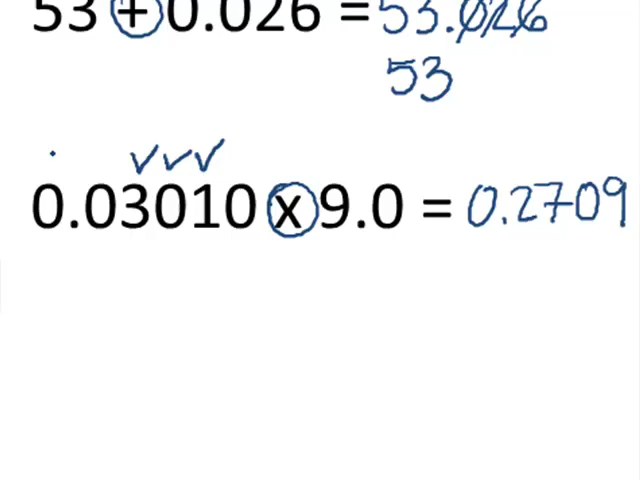 53 + 0.026 = 53.026
53
0.03010 x 9.0 = 0.2709